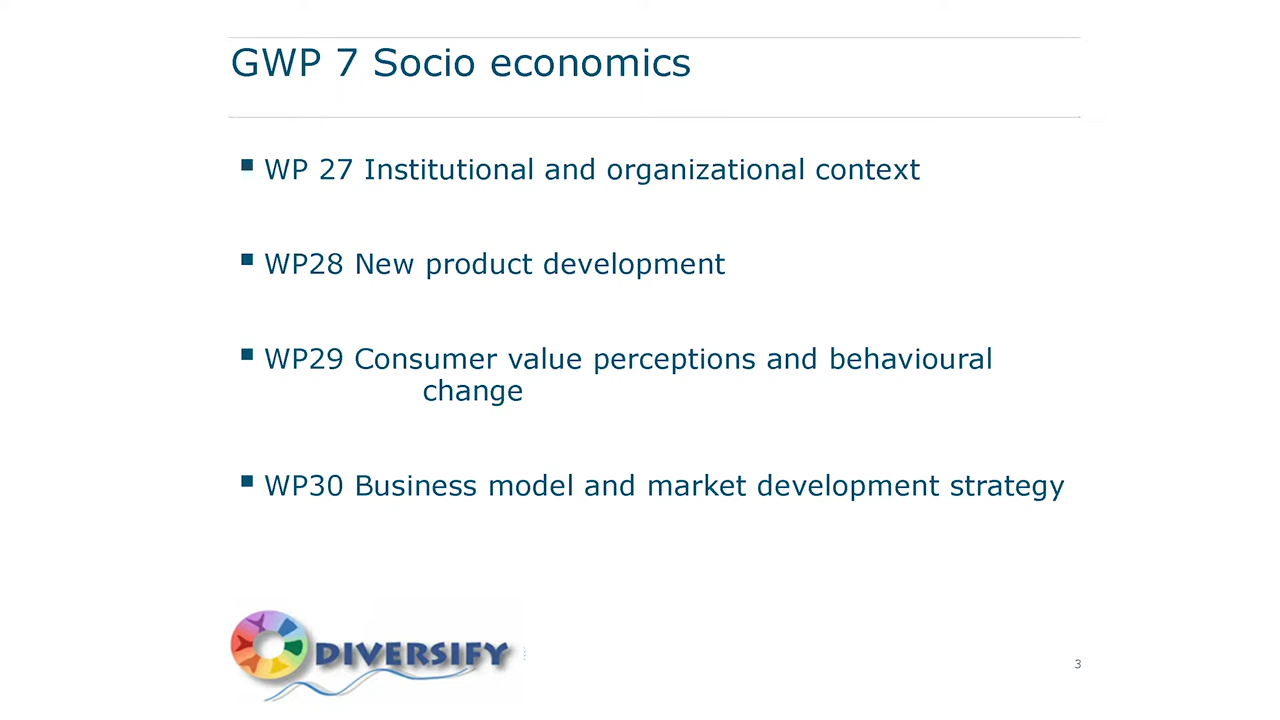 GWP 7 Socio economics
WP 27 Institutional and organizational context
WP28 New product development
WP29 Consumer value perceptions and behavioural
change
WP30 Business model and market development strategy
DIVERSIFY
3